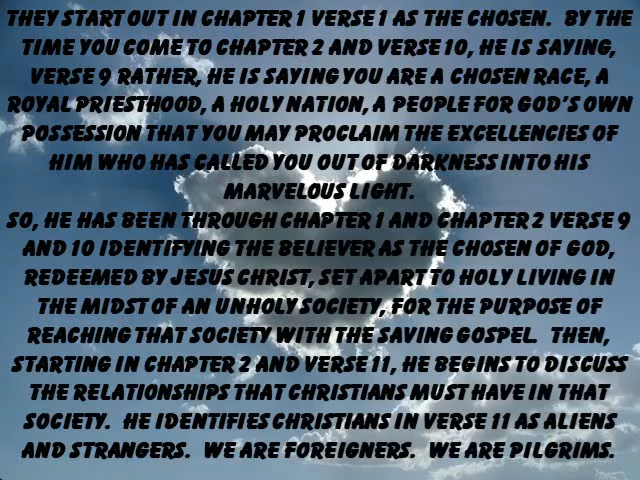 THEY START OUT IN CHAPTER 1 VERSE 1 AS THE CHOSEN. BY THE
TIME YOU COME TO CHAPTER 2 AND VERSE 10, HE IS SAYING,
VERSE 9 RATHER, HE IS SAYING YOU ARE A CHOSEN RACE, A
ROYAL PRIESTHOOD, A HOLY NATION, A PEOPLE FOR GOD'S OWN
POSSESSION THAT YOU MAY PROCLAIM THE EXCELLENCIES OF
HIM WHO HAS CALLED YOU OUT OF DARKNESS INTO HIS
MARVELOUS LIGHT.
SO, HE HAS BEEN THROUGH CHAPTER 1 AND CHAPTER 2 VERSE 9
AND 10 IDENTIFYING THE BELIEVER AS THE CHOSEN OF GOD,
REDEEMED BY JESUS CHRIST, SET APART TO HOLY LIVING IN
THE MIDST OF AN UNHOLY SOCIETY, FOR THE PURPOSE OF
REACHING THAT SOCIETY WITH THE SAVING GOSPEL. THEN,
STARTING IN CHAPTER 2 AND VERSE 11, HE BEGINS TO DISCUSS
THE RELATIONSHIPS THAT CHRISTIANS MUST HAVE IN THAT
SOCIETY. HE IDENTIFIES CHRISTIANS IN VERSE 11 AS ALIENS
AND STRANGERS. WE ARE FOREIGNERS. WE ARE PILGRIMS.